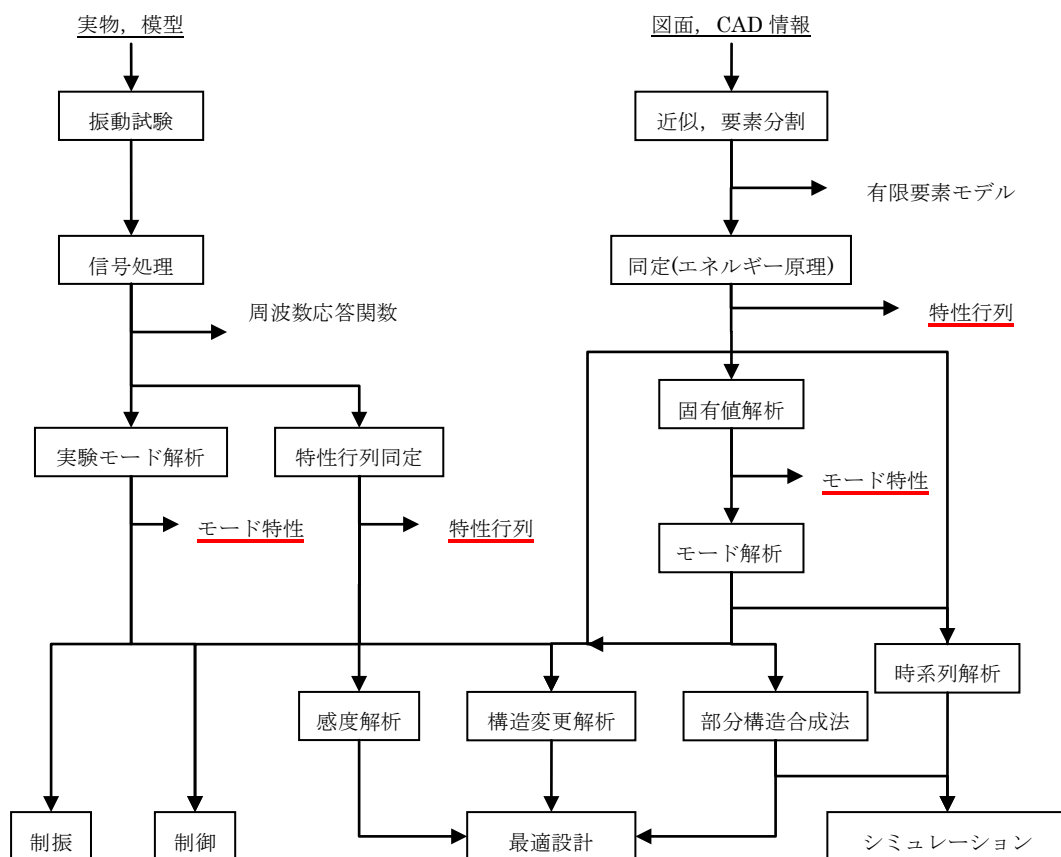 実物，模型
図面，CAD 情報
振動試験
近似，要素分割
有限要素モデル
信号処理
同定(エネルギー原理)
周波数応答関数
特性行列
固有値解析
実験モード解析
特性行列同定
モード特性
モード特性
特性行列
モード解析
時系列解析
感度解析
構造変更解析
部分構造合成法
制振
制御
最適設計
シミュレーション